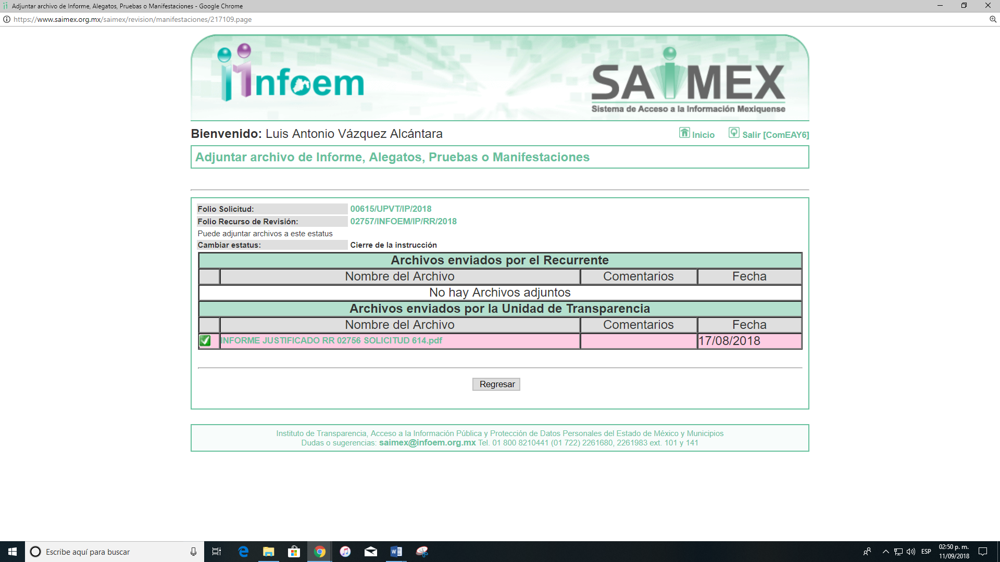 Adjuntar archivo de Informe, Alegatos, Pruebas o Manifestaciones - Google Chrome
https://www.saimex.org.mx/saimex/revision/manifestaciones/217109.page
infoem
SAIMEX
Sistema de Acceso a la Información Mexiquense
Bienvenido: Luis Antonio Vázquez Alcántara
Inicio Salir [ComEAY6]
Adjuntar archivo de Informe, Alegatos, Pruebas o Manifestaciones
Folio Solicitud: 00615/UPVT/IP/2018
Folio Recurso de Revisión: 02757/INFOEM/IP/RR/2018
Puede adjuntar archivos a este estatus
Cambiar estatus: Cierre de la instrucción
Archivos enviados por el Recurrente
Nombre del Archivo Comentarios Fecha
No hay Archivos adjuntos
Archivos enviados por la Unidad de Transparencia
Nombre del Archivo Comentarios Fecha
INFORME JUSTIFICADO RR 02756 SOLICITUD 614.pdf 17/08/2018
Regresar
Instituto de Transparencia, Acceso a la Información Pública y Protección de Datos Personales del Estado de México y Municipios
Dudas o sugerencias: saimex@infoem.org.mx Tel. 01 800 8210441 (01 722) 2261680, 2261983 ext. 101 y 141
Escribe aquí para buscar
ESP
02:50 p. m.
11/09/2018